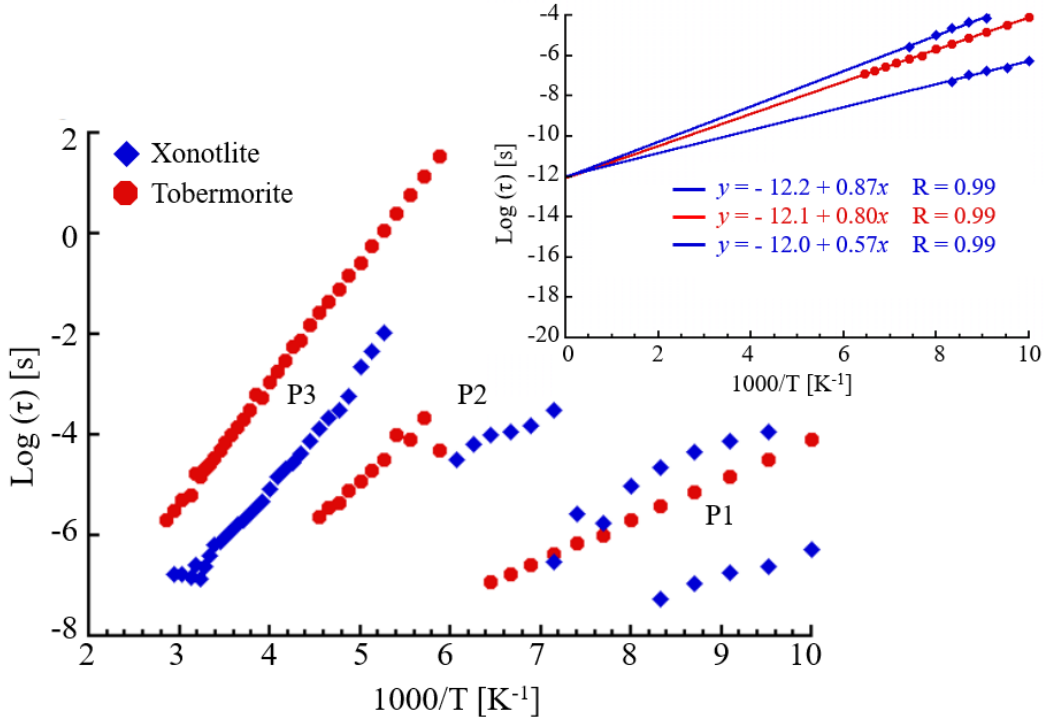 -4
-6
-8
-10
-12
-14
-16
-18
-20
Log (τ) [s]
y = - 12.2 + 0.87x R = 0.99
y = - 12.1 + 0.80x R = 0.99
y = - 12.0 + 0.57x R = 0.99
0 2 4 6 8 10
1000/T [K-1]
2
0
-2
-4
-6
-8
Log (τ) [s]
Xonotlite
Tobermorite
P3
P2
P1
2 3 4 5 6 7 8 9 10
1000/T [K-1]